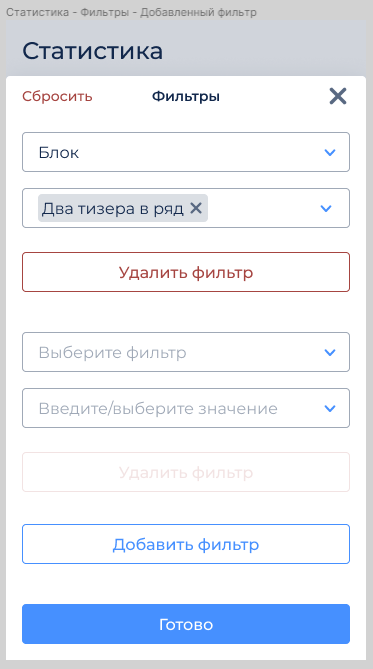 Статистика - Фильтры - Добавленный фильтр
Статистика
Сбросить Фильтры
Блок
Два тизера в ряд
Удалить фильтр
Выберите фильтр
Введите/выберите значение
Удалить фильтр
Добавить фильтр
Готово